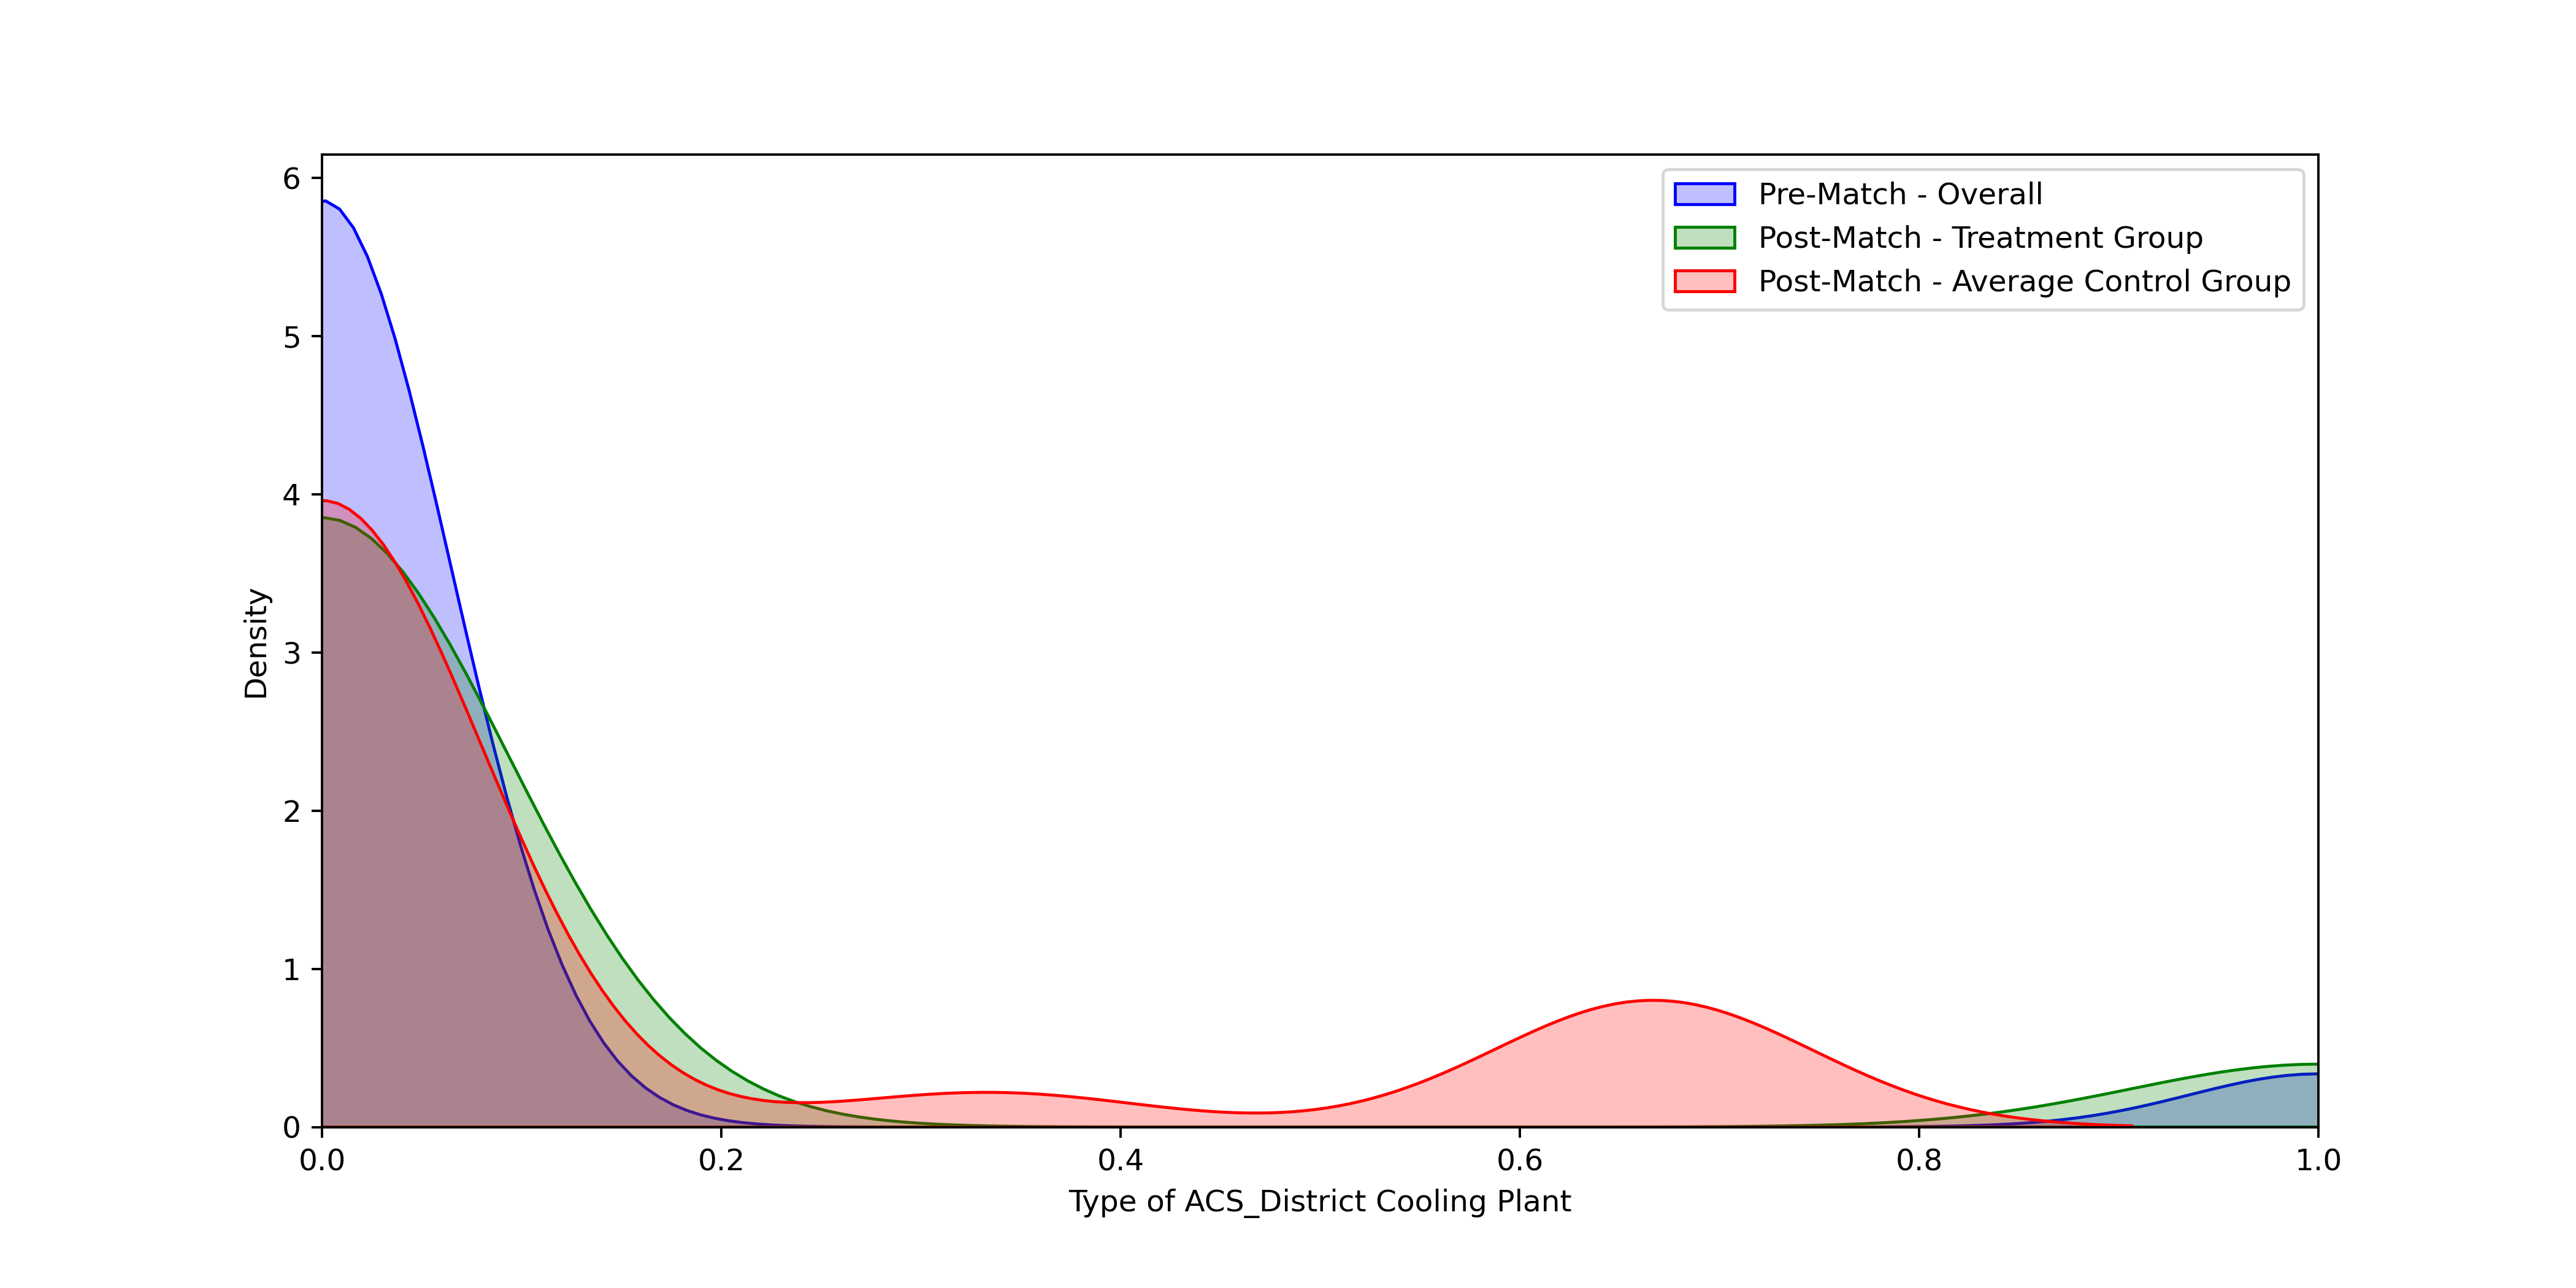 Pre-Match - Overall
Post-Match - Treatment Group
Post-Match - Average Control Group
6
5
4
3
2
1
0
Density
0.0 0.2 0.4 0.6 0.8 1.0
Type of ACS_District Cooling Plant